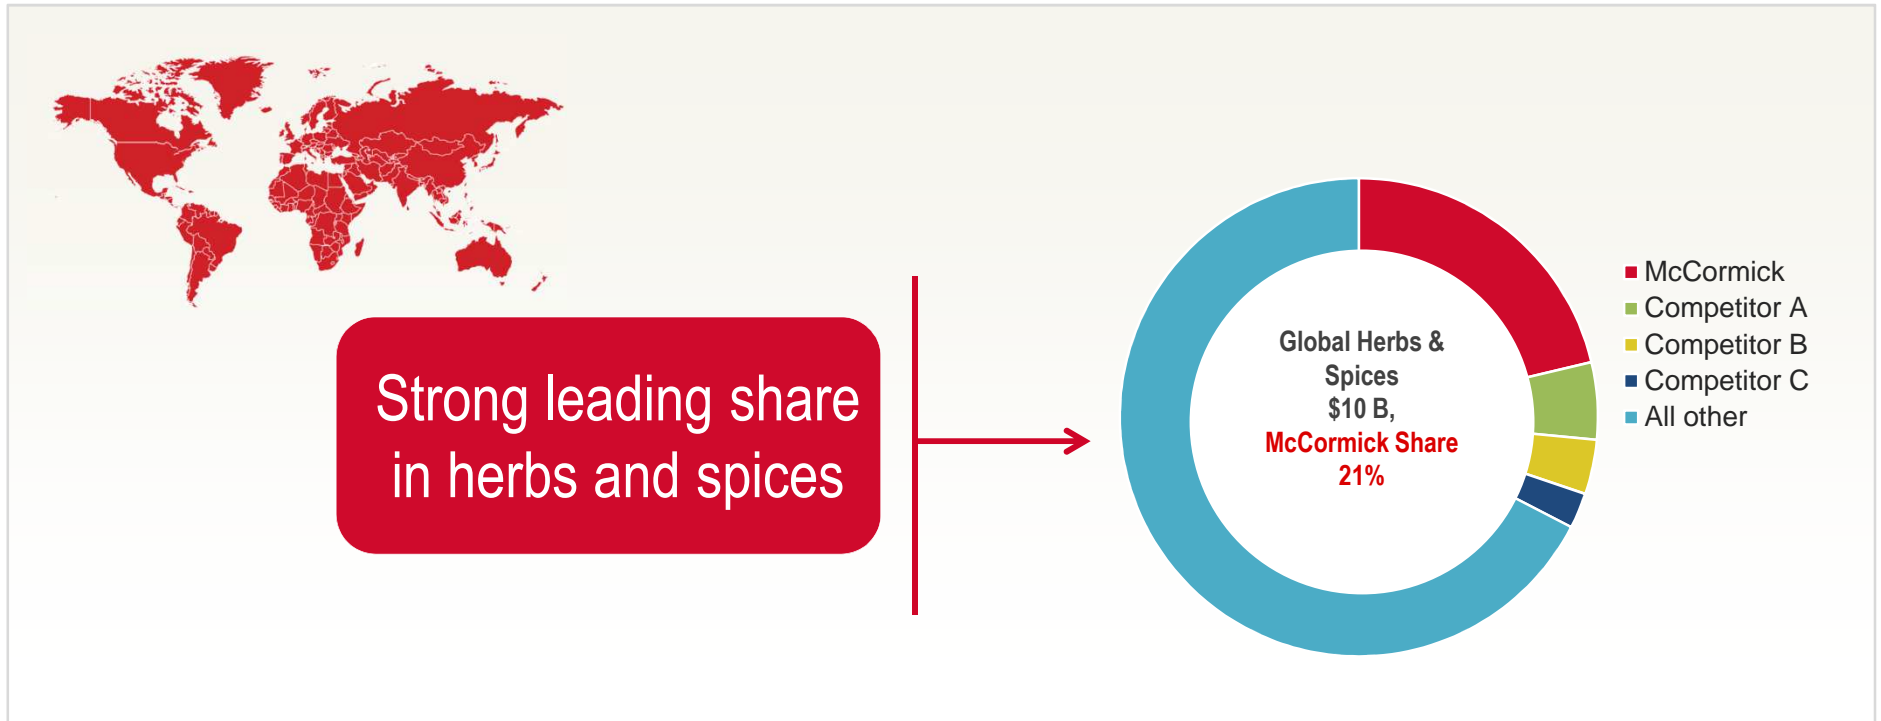 Strong leading share
in herbs and spices
Global Herbs &
Spices
$10 B,
McCormick Share
21%
McCormick
Competitor A
Competitor B
Competitor C
All other